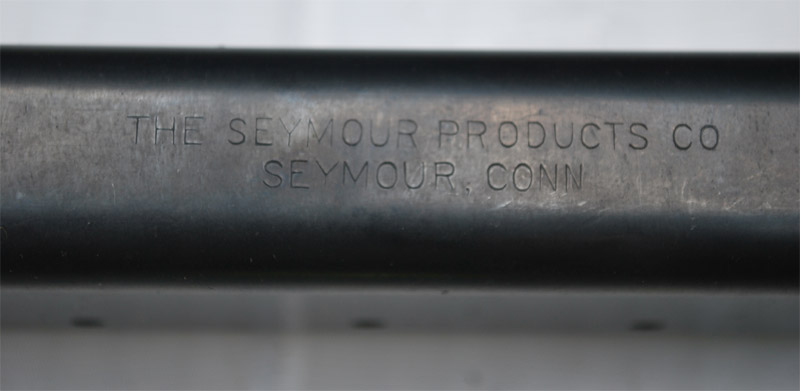 THE SEYMOUR PRODUCTS CO
SEYMOUR, CONN